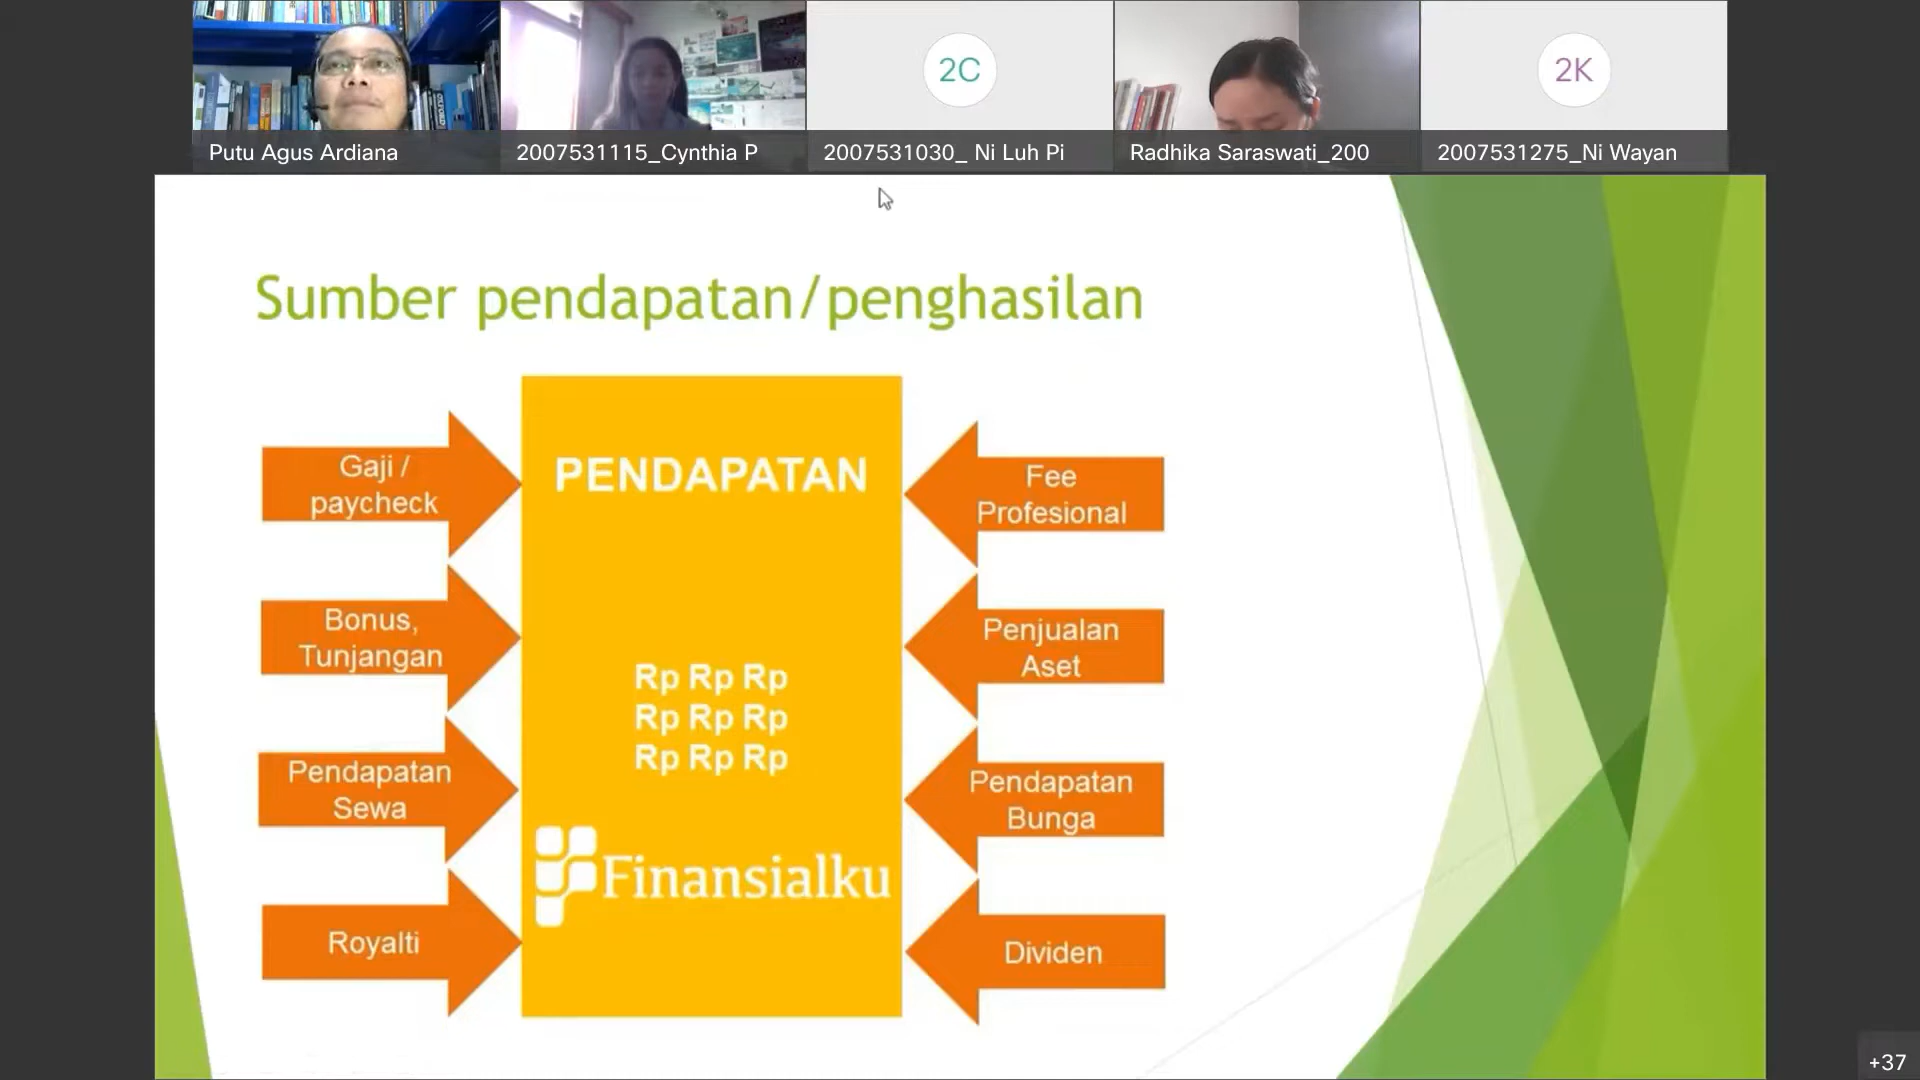 2C
2K
Putu Agus Ardiana
2007531115_Cynthia P
2007531030_ Ni Luh Pi
Radhika Saraswati_200
2007531275_Ni Wayan
Sumber pendapatan/penghasilan
Gaji /
paycheck
Bonus,
Tunjangan
Pendapatan
Sewa
Royalti
PENDAPATAN
Rp Rp Rp
Rp Rp Rp
Rp Rp Rp
Finansialku
Fee
Profesional
Penjualan
Aset
Pendapatan
Bunga
Dividen
+37